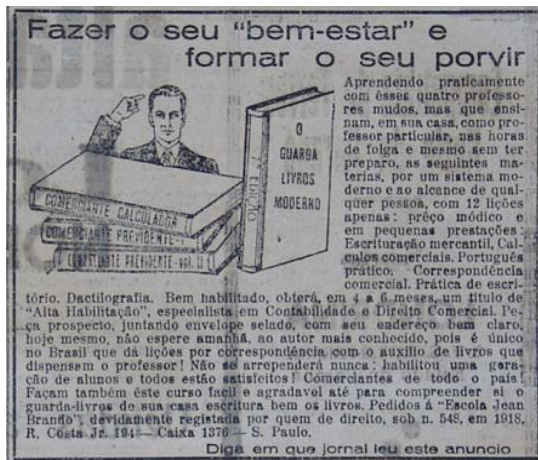 Fazer o seu "bem-estar" e
formar o seu porvir
COMERCIANTE CALCULADOR
COMERCIANTE PREVIDENTE-I
COMERCIANTE PREVIDENTE-VOL. II
7ª EDIÇÃO
O
GUARDA
LIVROS
MODERNO
Aprendendo praticamente
com êsses quatro professo-
res mudos, mas que ensi-
nam, em sua casa, como pro-
fessor particular, nas horas
de folga e mesmo sem ter
preparo, as seguintes ma-
terias, por um sistema mo-
derno e ao alcance de qual-
quer pessoa, com 12 lições
apenas: prêço módico e
em pequenas prestações:
Escrituração mercantil, Cal-
culos comerciais. Português
prático. Correspondência
comercial. Prática de escri-
tório. Dactilografia. Bem habilitado, obterá, em 4 a 6 meses, um titulo de
"Alta Habilitação", especialista em Contabilidade e Direito Comercial. Pe-
ça prospecto, juntando envelope selado, com seu endereço bem claro,
hoje mesmo, não espere amanhã, ao autor mais conhecido, pois é único
no Brasil que dá lições por correspondência com o auxilio de livros que
dispensem o professor! Não se arrependerá nunca: habilitou uma gera-
ção de alunos e todos estão satisfeitos! Comerciantes de todo o país!
Façam também éste curso facil e agradavel até para compreender si o
guarda-livros de sua casa escritura bem os livros. Pedidos á "Escola Jean
Brando", devidamente registada por quem de direito, sob n. 548, em 1918,
R. Costa Jr. 194 — Caixa 1376 — S. Paulo.
Diga em que jornal leu este anuncio